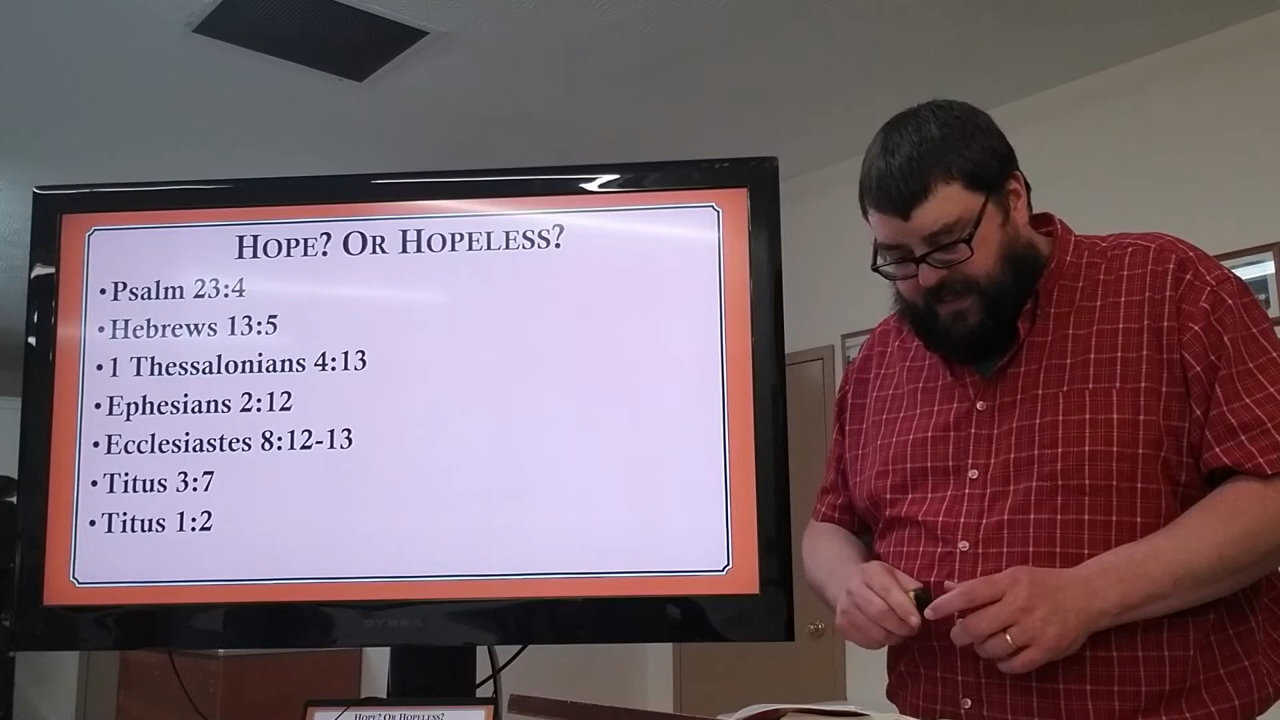 HOPE? OR HOPELESS?
•Psalm 23:4
•Hebrews 13:5
•1 Thessalonians 4:13
•Ephesians 2:12
•Ecclesiastes 8:12-13
•Titus 3:7
•Titus 1:2
DYNEX
HOPE? OR HOPELESS?